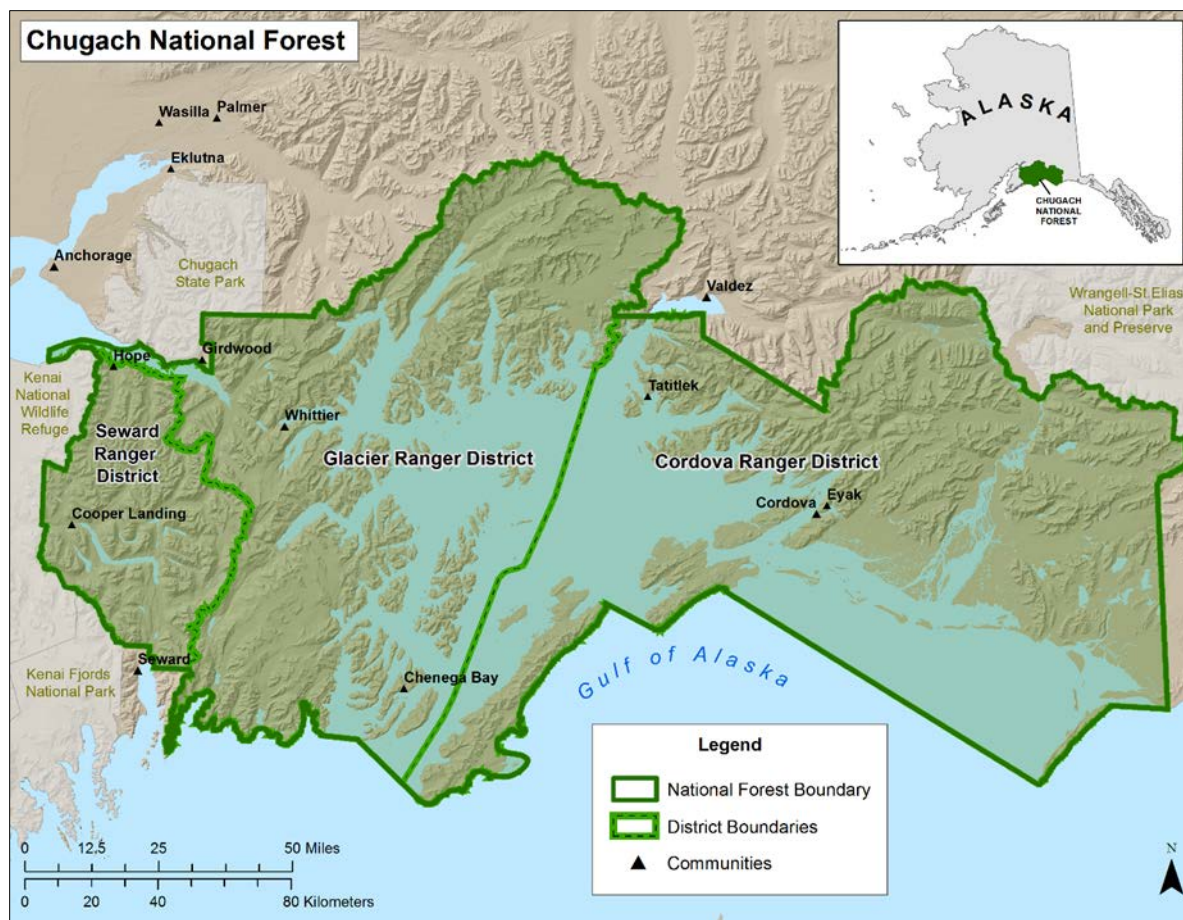 Chugach National Forest
ALASKA
CHUGACH
NATIONAL
FOREST
Wasilla
Palmer
Eklutna
Anchorage
Chugach
State Park
Valdez
Wrangell-St.Elias
National Park
and Preserve
Hope
Girdwood
Kenai
National
Wildlife
Refuge
Tatitlek
Whittier
Seward
Ranger
District
Glacier Ranger District
Cordova Ranger District
Cordova
Eyak
Cooper Landing
Seward
Kenai Fjords
National Park
Chenega Bay
Gulf of Alaska
Legend
National Forest Boundary
District Boundaries
Communities
0 12.5 25 50 Miles
0 20 40 80 Kilometers
N